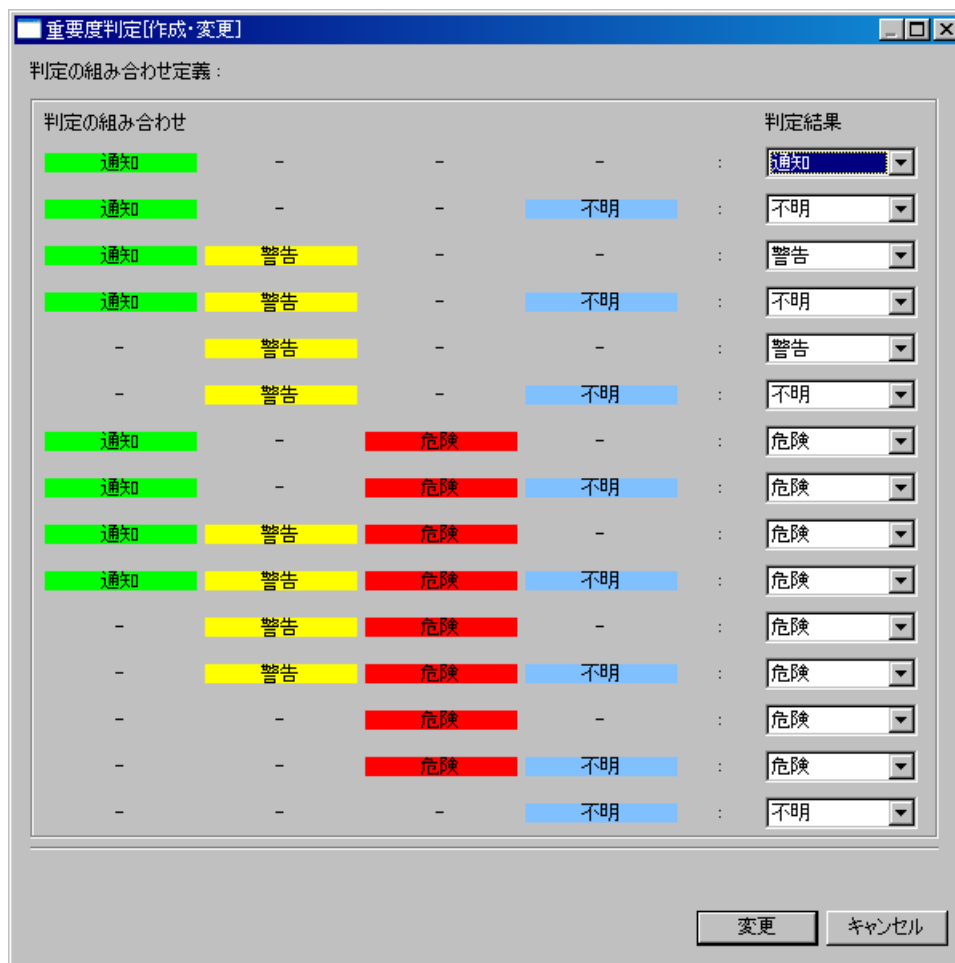 重要度判定[作成・変更]
判定の組み合わせ定義 :
判定の組み合わせ 判定結果
通知 - - - : 通知
通知 - - 不明 : 不明
通知 警告 - - : 警告
通知 警告 - 不明 : 不明
- 警告 - - : 警告
- 警告 - 不明 : 不明
通知 - 危険 - : 危険
通知 - 危険 不明 : 危険
通知 警告 危険 - : 危険
通知 警告 危険 不明 : 危険
- 警告 危険 - : 危険
- 警告 危険 不明 : 危険
- - 危険 - : 危険
- - 危険 不明 : 危険
- - - 不明 : 不明
変更 キャンセル